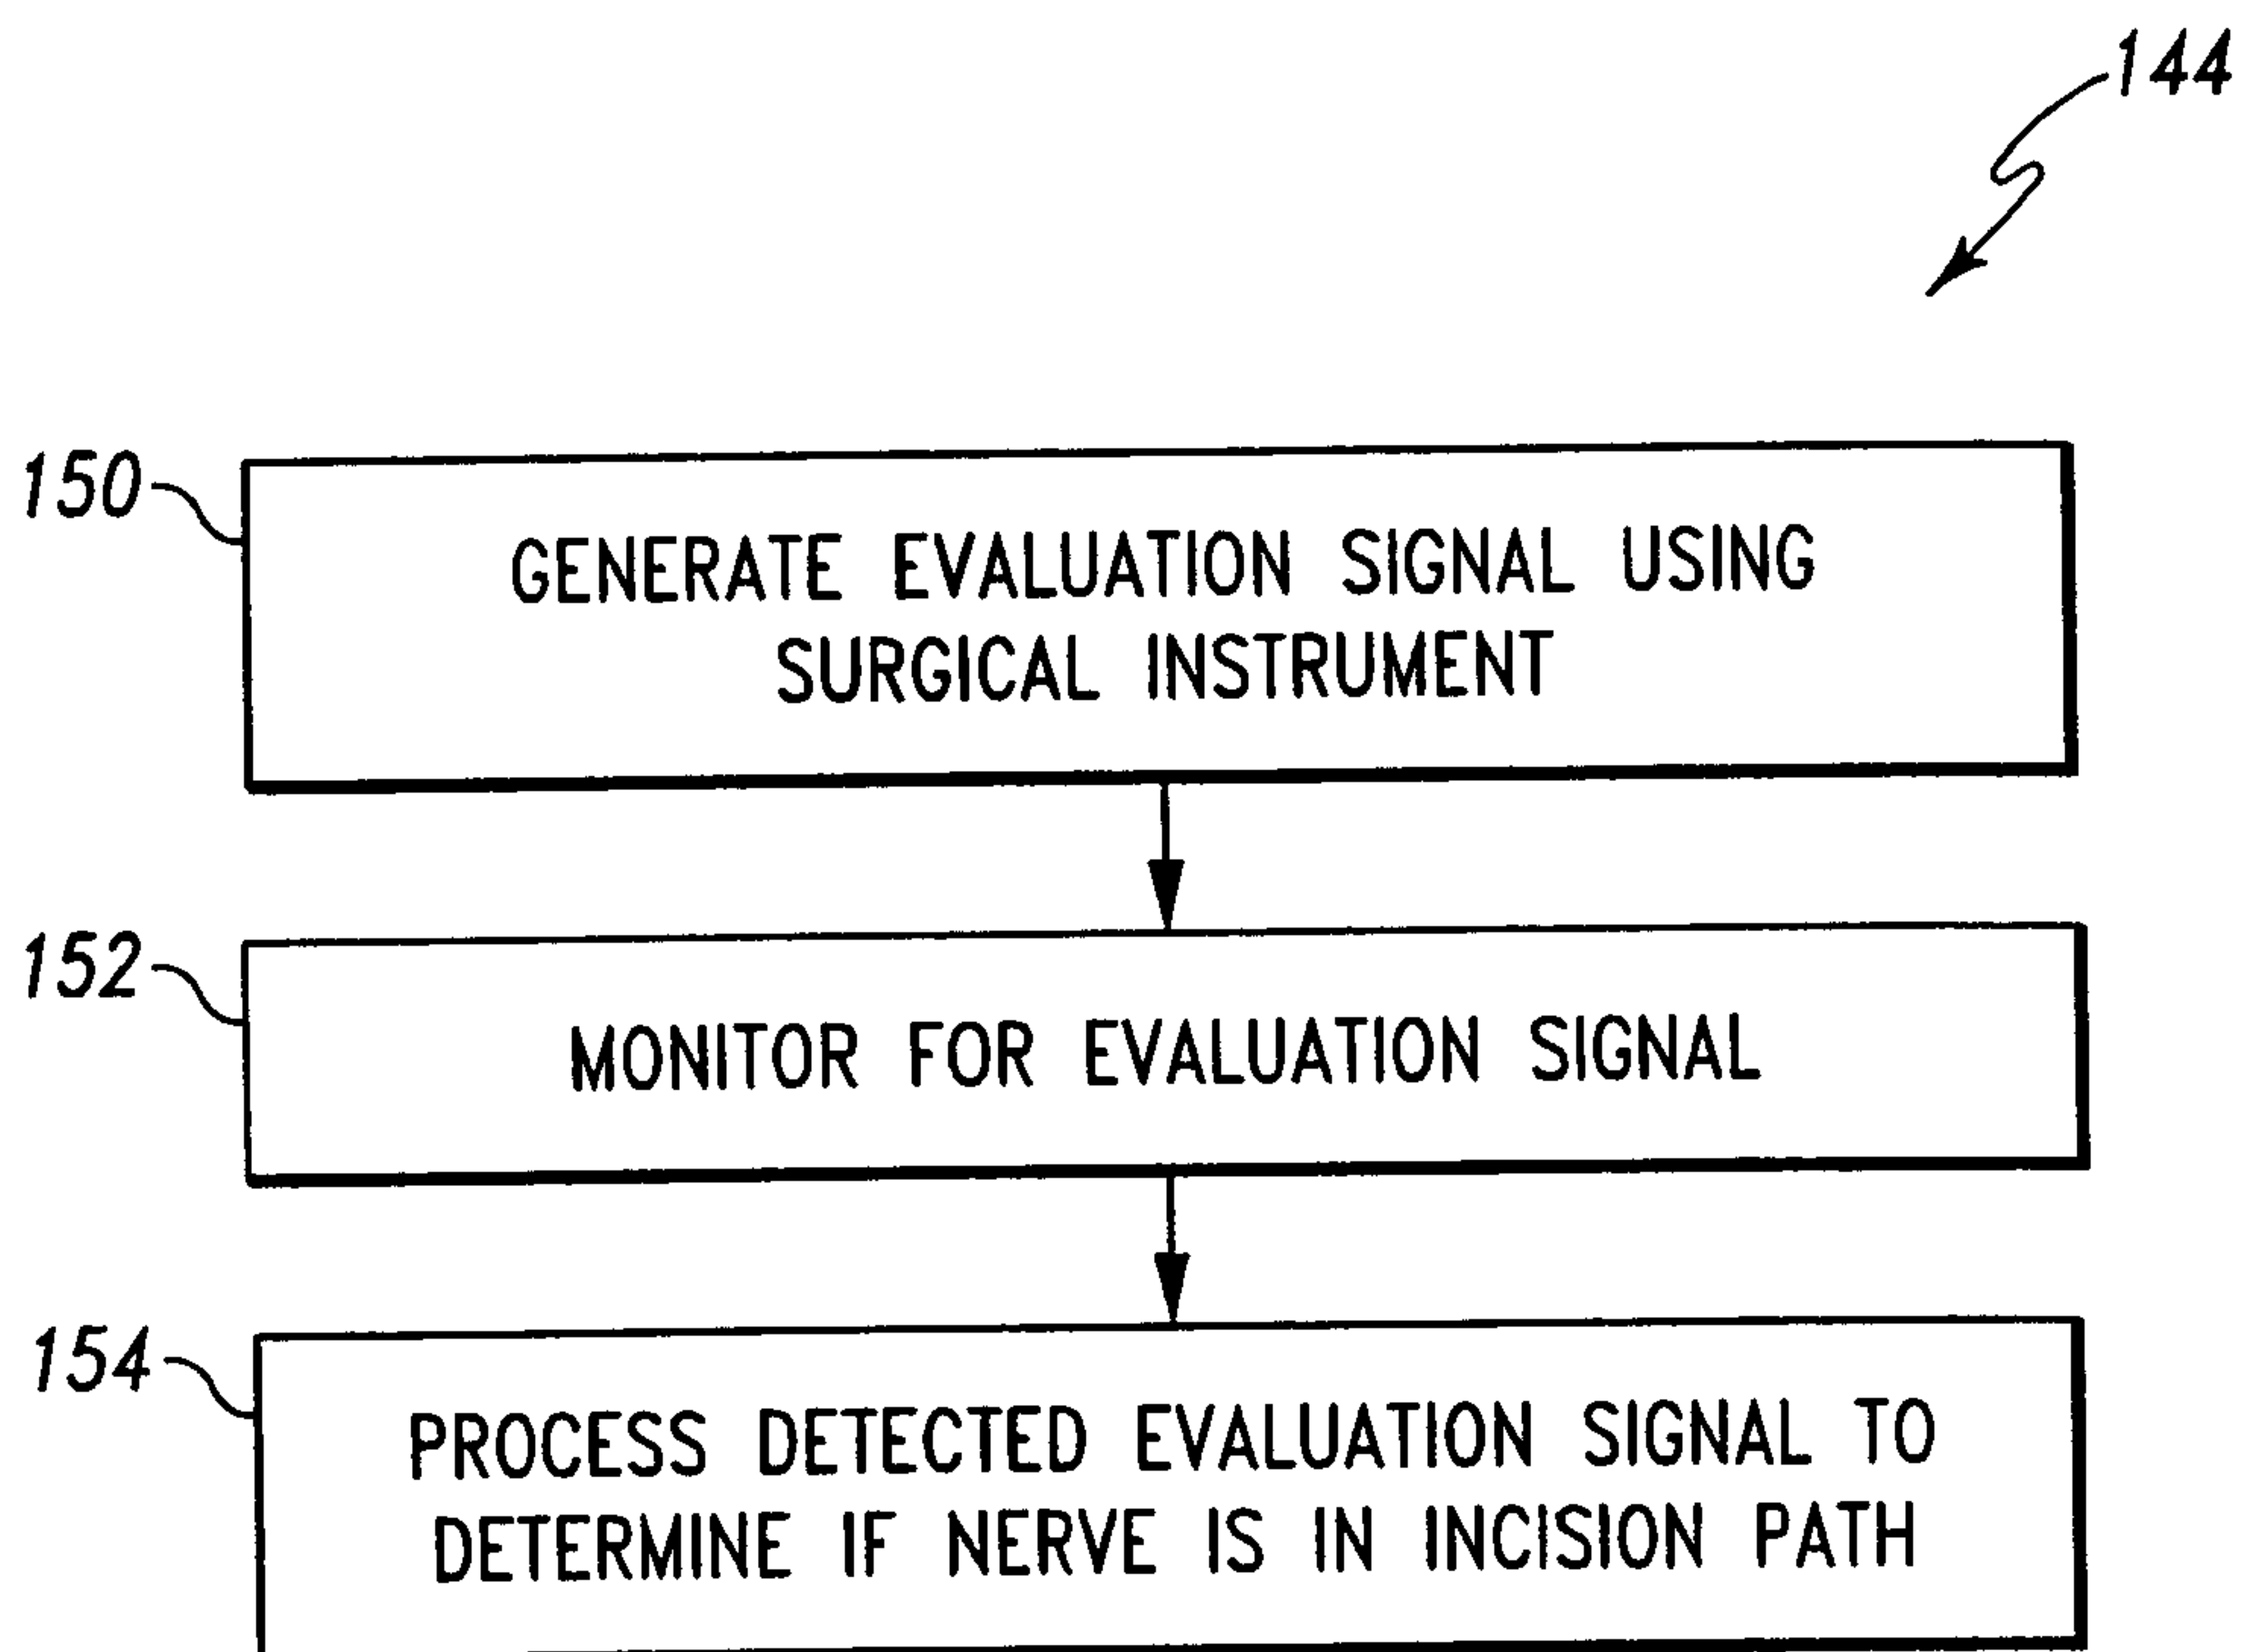 144
150
GENERATE EVALUATION SIGNAL USING
SURGICAL INSTRUMENT
152
MONITOR FOR EVALUATION SIGNAL
154
PROCESS DETECTED EVALUATION SIGNAL TO
DETERMINE IF NERVE IS IN INCISION PATH